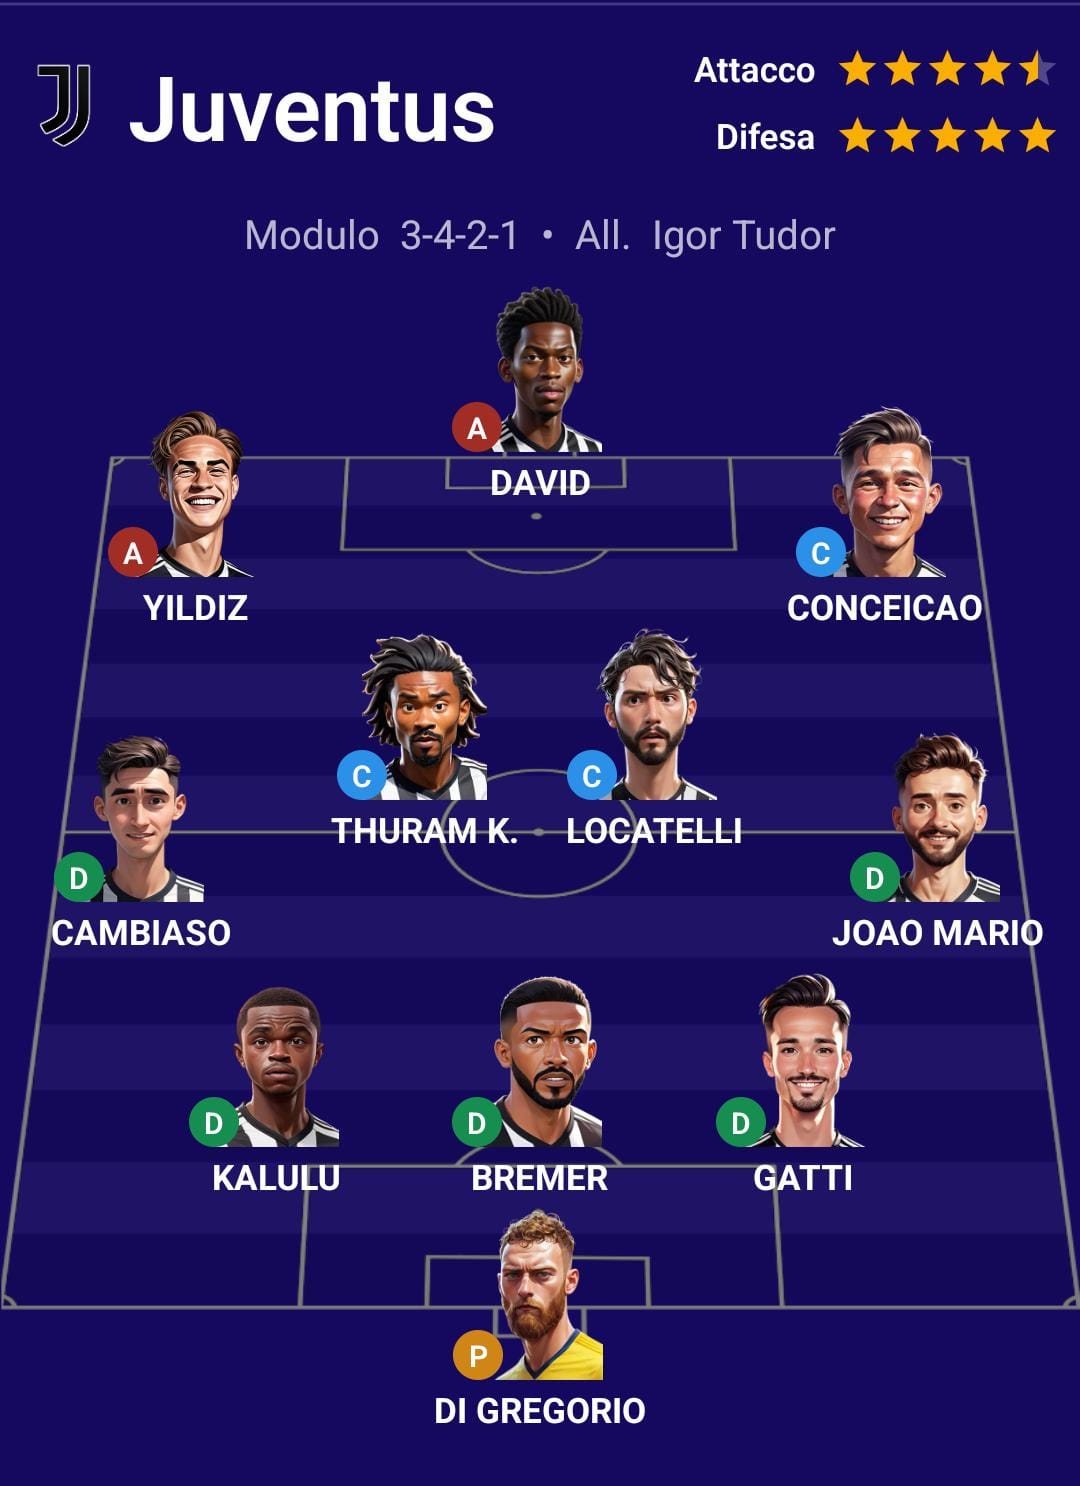 Juventus
Attacco
Difesa
Modulo 3-4-2-1 • All. Igor Tudor
A
DAVID
A
YILDIZ
C
CONCEICAO
C
THURAM K.
C
LOCATELLI
D
CAMBIASO
D
JOAO MARIO
D
KALULU
D
BREMER
D
GATTI
P
DI GREGORIO